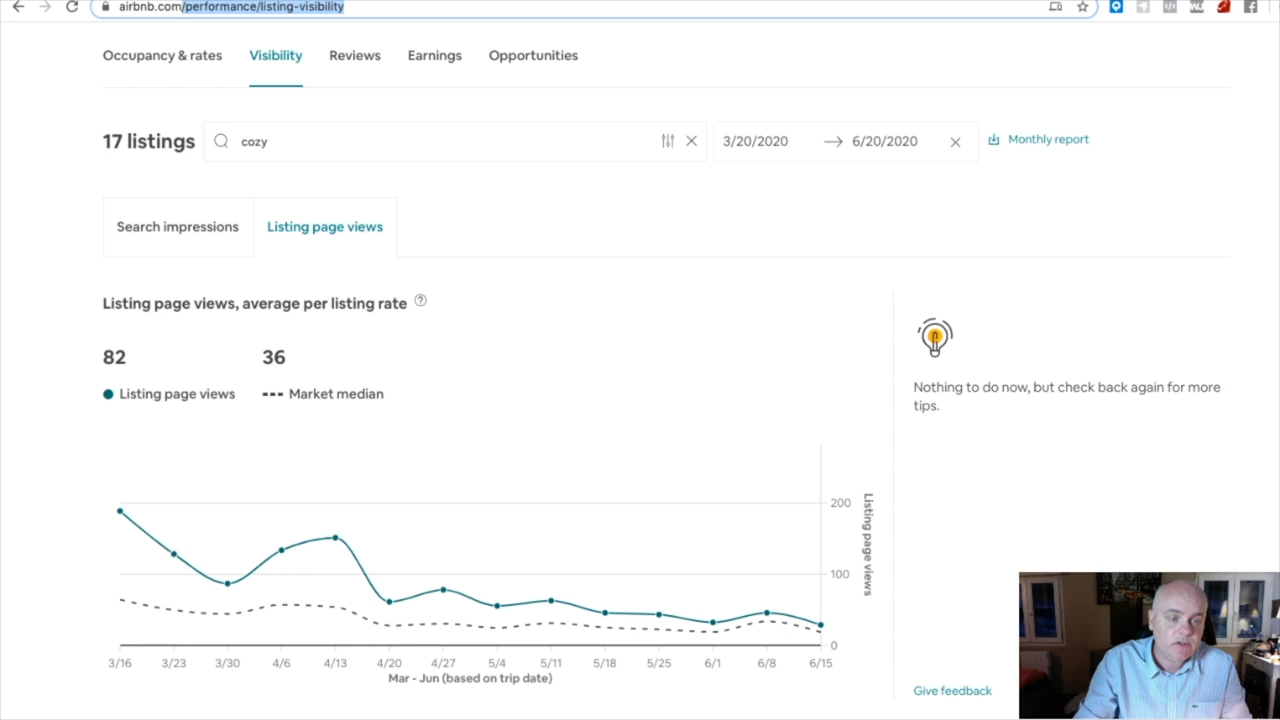 airbnb.com/performance/listing-visibility
Occupancy & rates Visibility Reviews Earnings Opportunities
17 listings cozy 3/20/2020 6/20/2020 Monthly report
Search impressions Listing page views
Listing page views, average per listing rate ?
82 36
Listing page views Market median
Nothing to do now, but check back again for more
tips.
200
100
0
Listing page views
3/16 3/23 3/30 4/6 4/13 4/20 4/27 5/4 5/11 5/18 5/25 6/1 6/8 6/15
Mar - Jun (based on trip date)
Give feedback